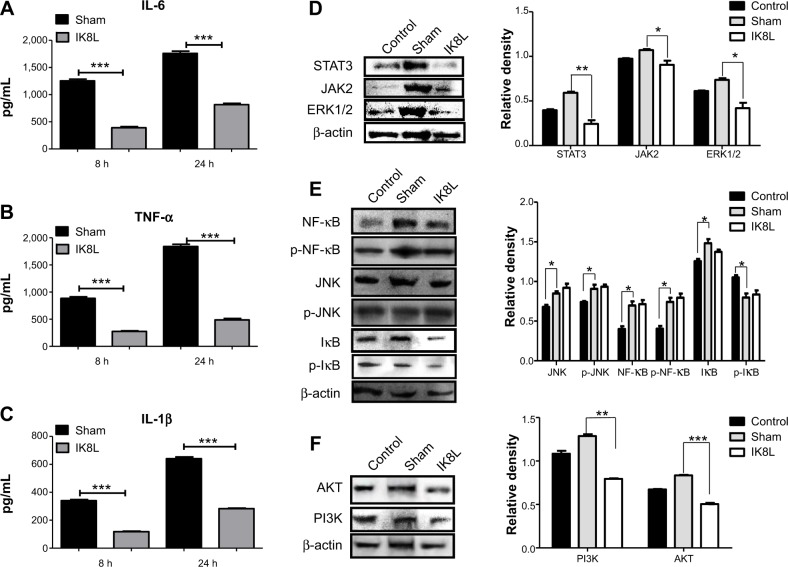 A
IL-6
Sham
IK8L
pg/mL
2,000
1,500
1,000
500
0
***
***
8 h
24 h
B
TNF-α
Sham
IK8L
pg/mL
2,000
1,500
1,000
500
0
***
***
8 h
24 h
C
IL-1β
Sham
IK8L
pg/mL
800
600
400
200
0
***
***
8 h
24 h
D
Control Sham IK8L
STAT3
JAK2
ERK1/2
β-actin
Relative density
1.5
1.0
0.5
0.0
**
*
*
STAT3 JAK2 ERK1/2
Control
Sham
IK8L
E
Control Sham IK8L
NF-κB
p-NF-κB
JNK
p-JNK
IκB
p-IκB
β-actin
Relative density
2.0
1.5
1.0
0.5
0.0
*
*
*
*
*
*
JNK p-JNK NF-κB p-NF-κB IκB p-IκB
Control
Sham
IK8L
F
Control Sham IK8L
AKT
PI3K
β-actin
Relative density
1.5
1.0
0.5
0.0
**
***
PI3K AKT
Control
Sham
IK8L